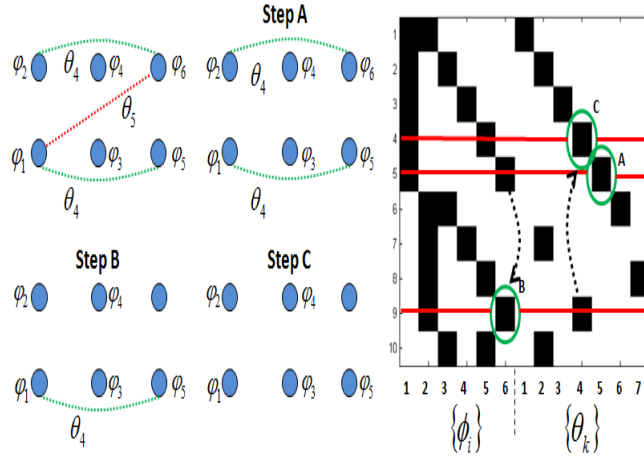 Step A
φ2 θ4 φ4 φ6
θ5
φ1 φ3 φ5
θ4
φ2 θ4 φ4 φ6
φ1 φ3 φ5
θ4
Step B
φ2 φ4
φ1 φ3 φ5
θ4
Step C
φ2 φ4
φ1 φ3 φ5
1
2
3
4
5
6
7
8
9
10
C
A
B
1 2 3 4 5 6 1 2 3 4 5 6 7
{ϕi} {θk}